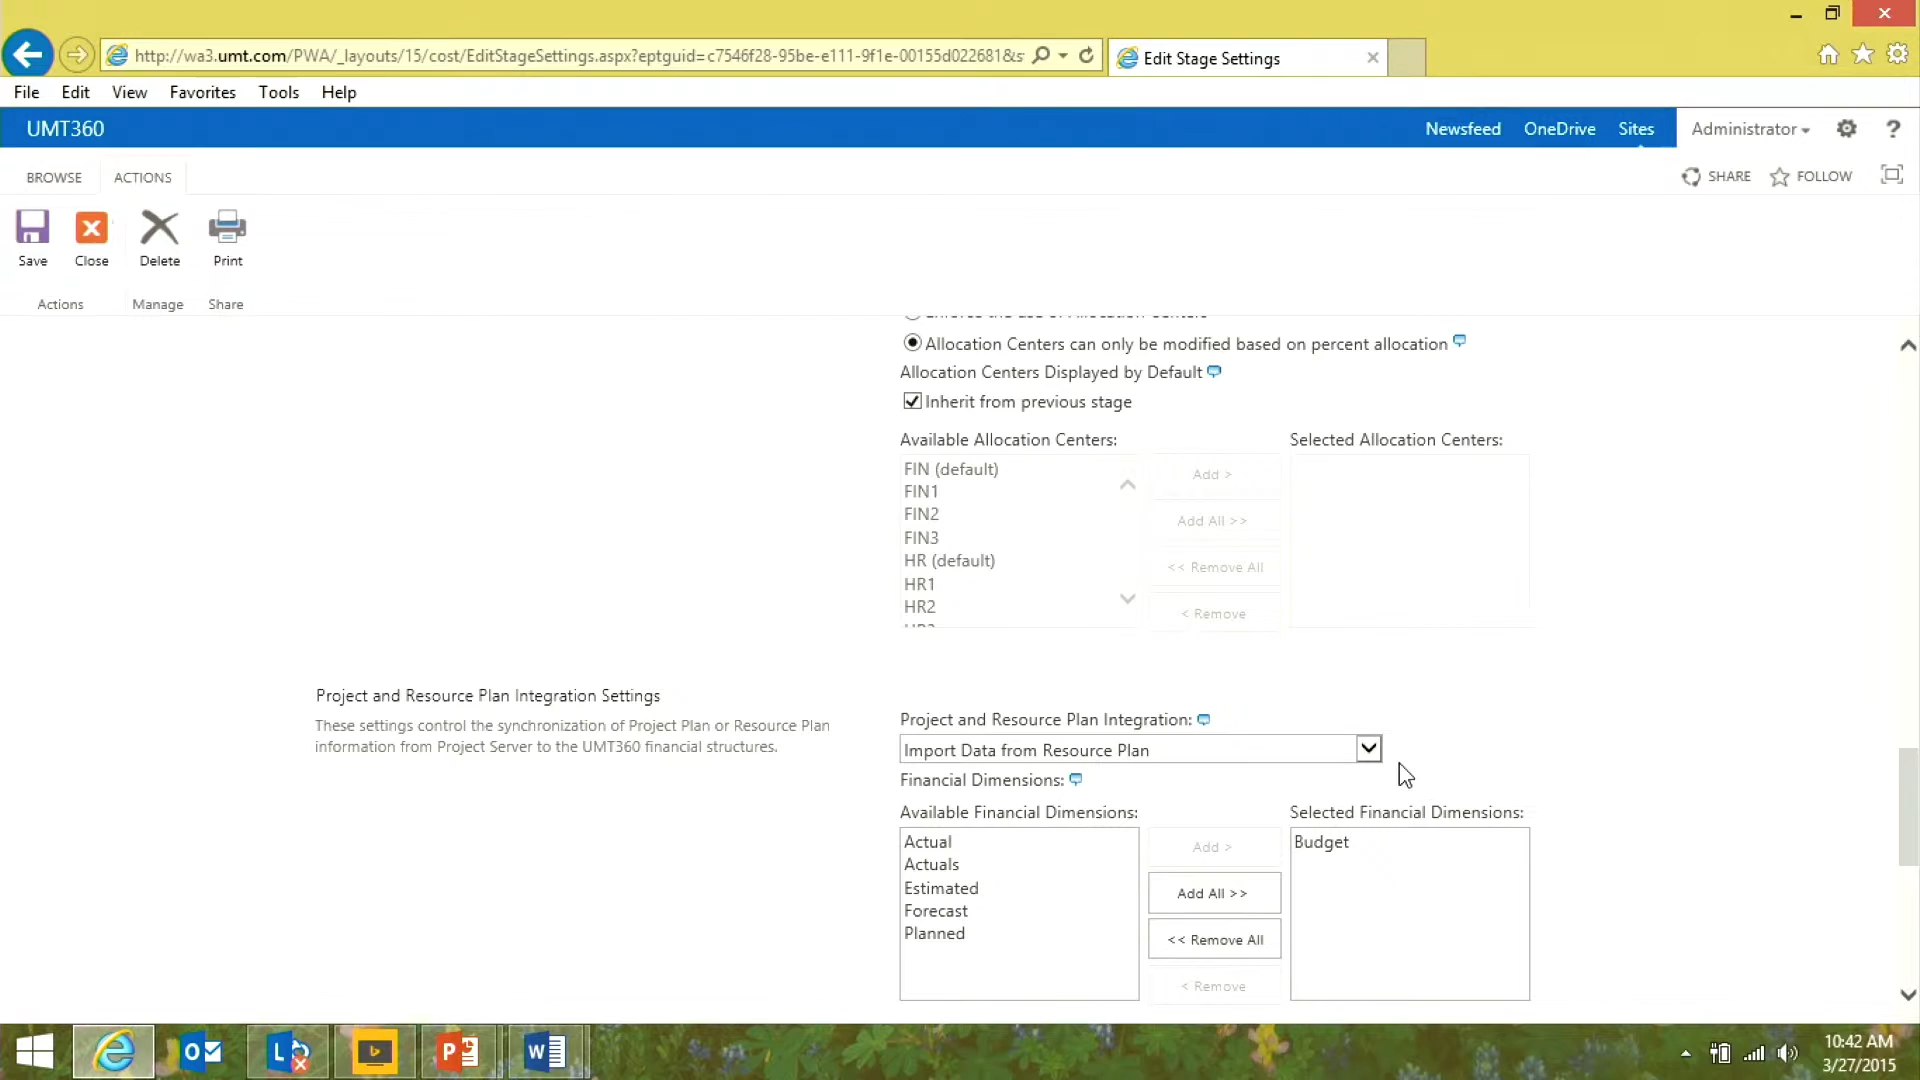 http://wa3.umt.com/PWA/_layouts/15/cost/EditStageSettings.aspx?eptguid=c7546f28-95be-e111-9f1e-00155d022681&s
Edit Stage Settings
File Edit View Favorites Tools Help
UMT360
Newsfeed OneDrive Sites Administrator
BROWSE ACTIONS
SHARE FOLLOW
Save Close Delete Print
Actions Manage Share
Allocation Centers can only be modified based on percent allocation
Allocation Centers Displayed by Default
Inherit from previous stage
Available Allocation Centers: Selected Allocation Centers:
FIN (default)
FIN1
FIN2
FIN3
HR (default)
HR1
HR2
Add >
Add All >>
<< Remove All
< Remove
Project and Resource Plan Integration Settings
These settings control the synchronization of Project Plan or Resource Plan
information from Project Server to the UMT360 financial structures.
Project and Resource Plan Integration:
Import Data from Resource Plan
Financial Dimensions:
Available Financial Dimensions: Selected Financial Dimensions:
Actual
Actuals
Estimated
Forecast
Planned
Add >
Add All >>
<< Remove All
< Remove
Budget
10:42 AM
3/27/2015